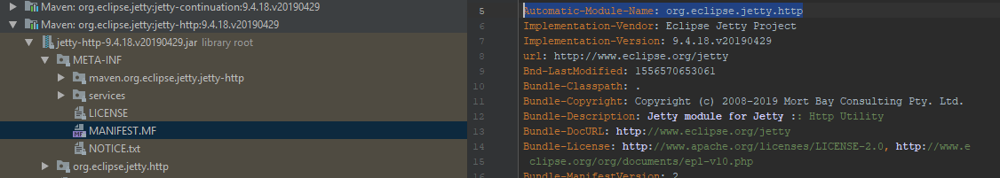 Maven: org.eclipse.jetty:jetty-continuation:9.4.18.v20190429
Maven: org.eclipse.jetty:jetty-http:9.4.18.v20190429
jetty-http-9.4.18.v20190429.jar library root
META-INF
maven.org.eclipse.jetty.jetty-http
services
LICENSE
MANIFEST.MF
NOTICE.txt
org.eclipse.jetty.http
5 Automatic-Module-Name: org.eclipse.jetty.http
6 Implementation-Vendor: Eclipse Jetty Project
7 Implementation-Version: 9.4.18.v20190429
8 url: http://www.eclipse.org/jetty
9 Bnd-LastModified: 1556570653061
10 Bundle-Classpath: .
11 Bundle-Copyright: Copyright (c) 2008-2019 Mort Bay Consulting Pty. Ltd.
12 Bundle-Description: Jetty module for Jetty :: Http Utility
13 Bundle-DocURL: http://www.eclipse.org/jetty
14 Bundle-License: http://www.apache.org/licenses/LICENSE-2.0, http://www.e
15 clipse.org/org/documents/epl-v10.php
16 Bundle-ManifestVersion: 2